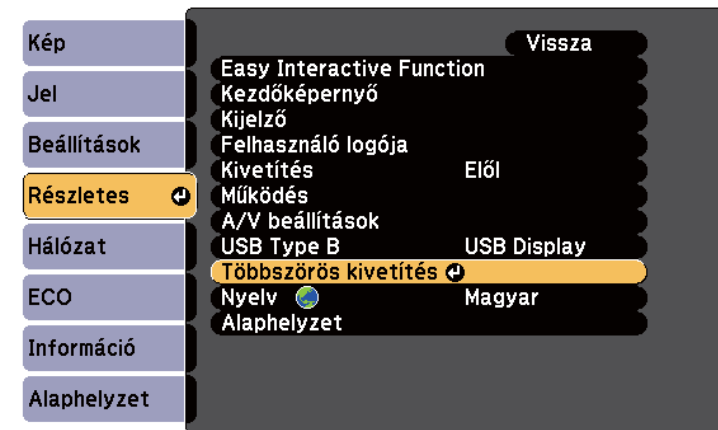 Kép
Jel
Beállítások
Részletes
Hálózat
ECO
Információ
Alaphelyzet
Vissza
Easy Interactive Function
Kezdőképernyő
Kijelző
Felhasználó logója
Kivetítés Elől
Működés
A/V beállítások
USB Type B USB Display
Többszörös kivetítés
Nyelv Magyar
Alaphelyzet